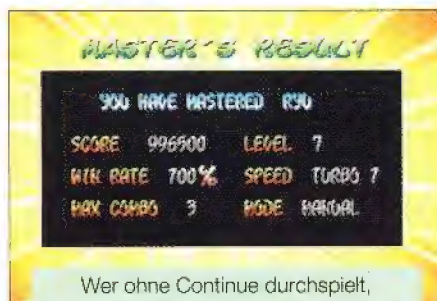 MASTER'S RESULT
YOU HAVE MASTERED RYU
SCORE 996500 LEVEL 7
WIN RATE 100% SPEED TURBO 7
MAX COMBO 3 MODE MANUAL
Wer ohne Continue durchspielt,